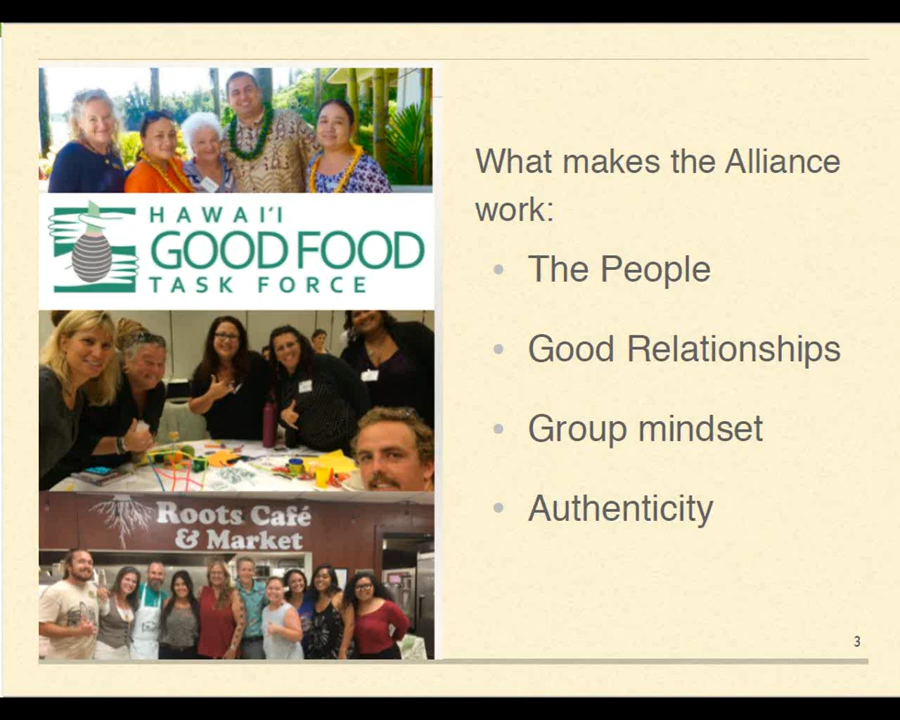 HAWAI‘I
GOOD FOOD
TASK FORCE
Roots Café
& Market
What makes the Alliance
work:
• The People
• Good Relationships
• Group mindset
• Authenticity
3